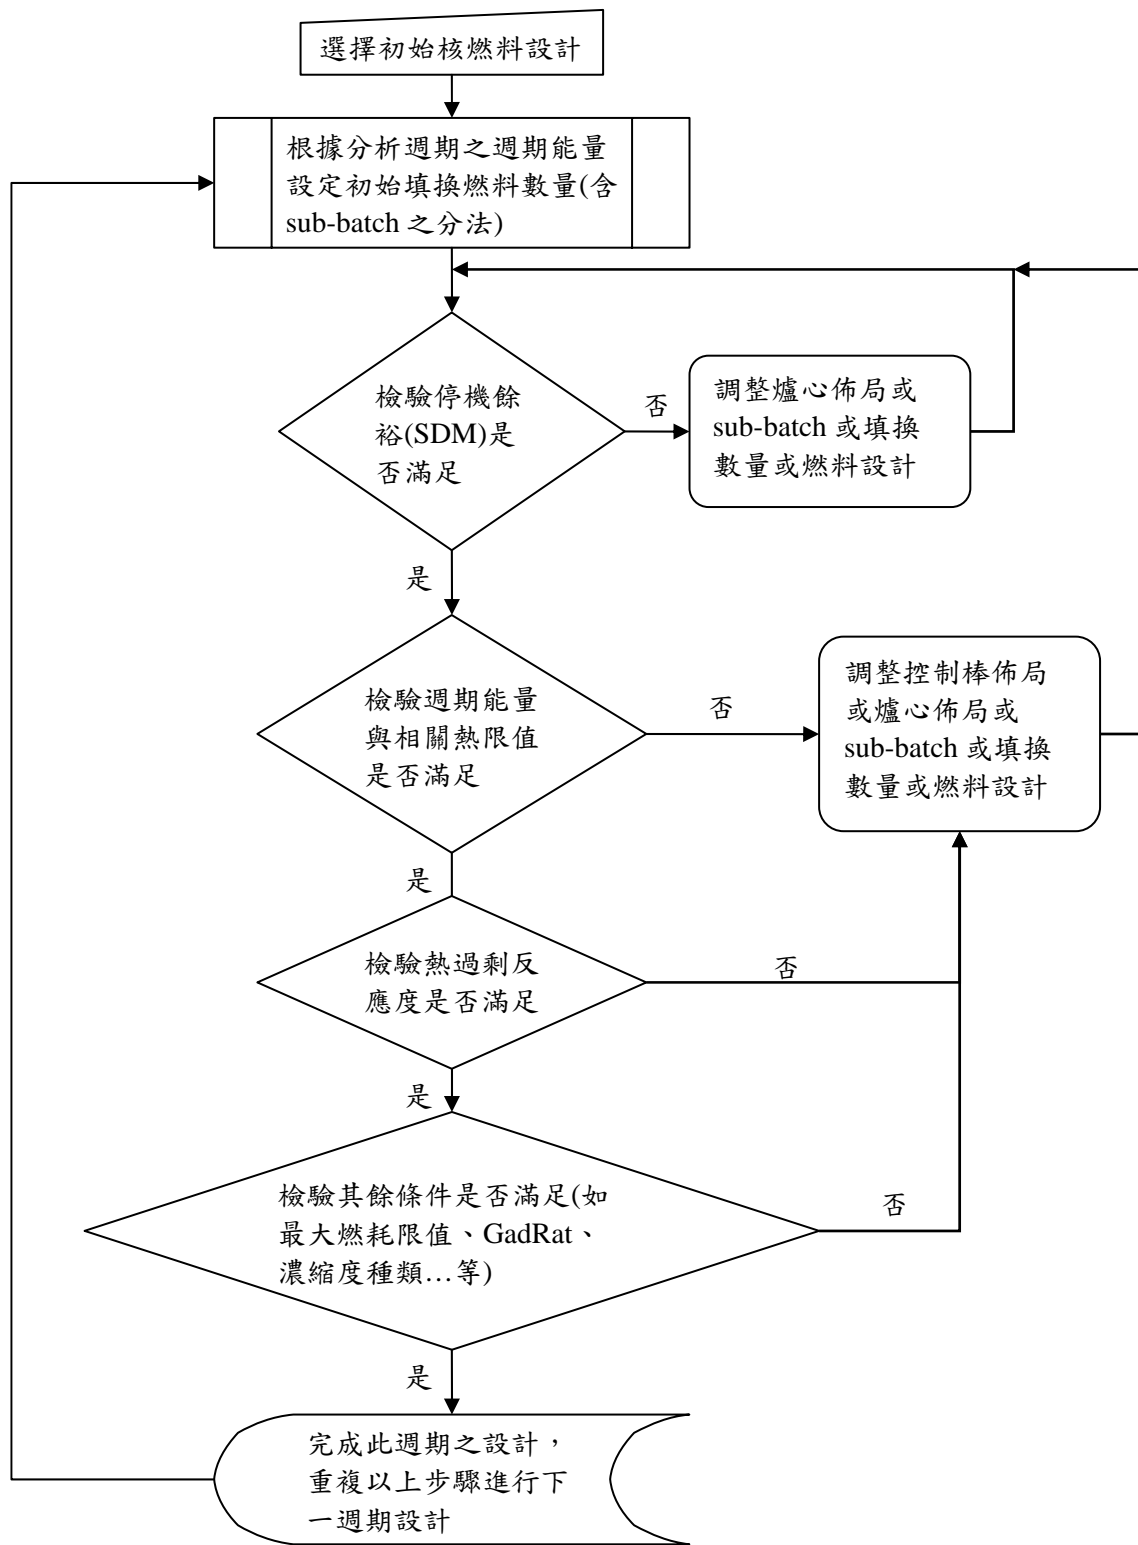 選擇初始核燃料設計
根據分析週期之週期能量
設定初始填換燃料數量(含
sub-batch 之分法)
檢驗停機餘
裕(SDM)是
否滿足
否
調整爐心佈局或
sub-batch 或填換
數量或燃料設計
是
檢驗週期能量
與相關熱限值
是否滿足
否
調整控制棒佈局
或爐心佈局或
sub-batch 或填換
數量或燃料設計
是
檢驗熱過剩反
應度是否滿足
否
是
檢驗其餘條件是否滿足(如
最大燃耗限值、GadRat、
濃縮度種類…等)
否
是
完成此週期之設計，
重複以上步驟進行下
一週期設計